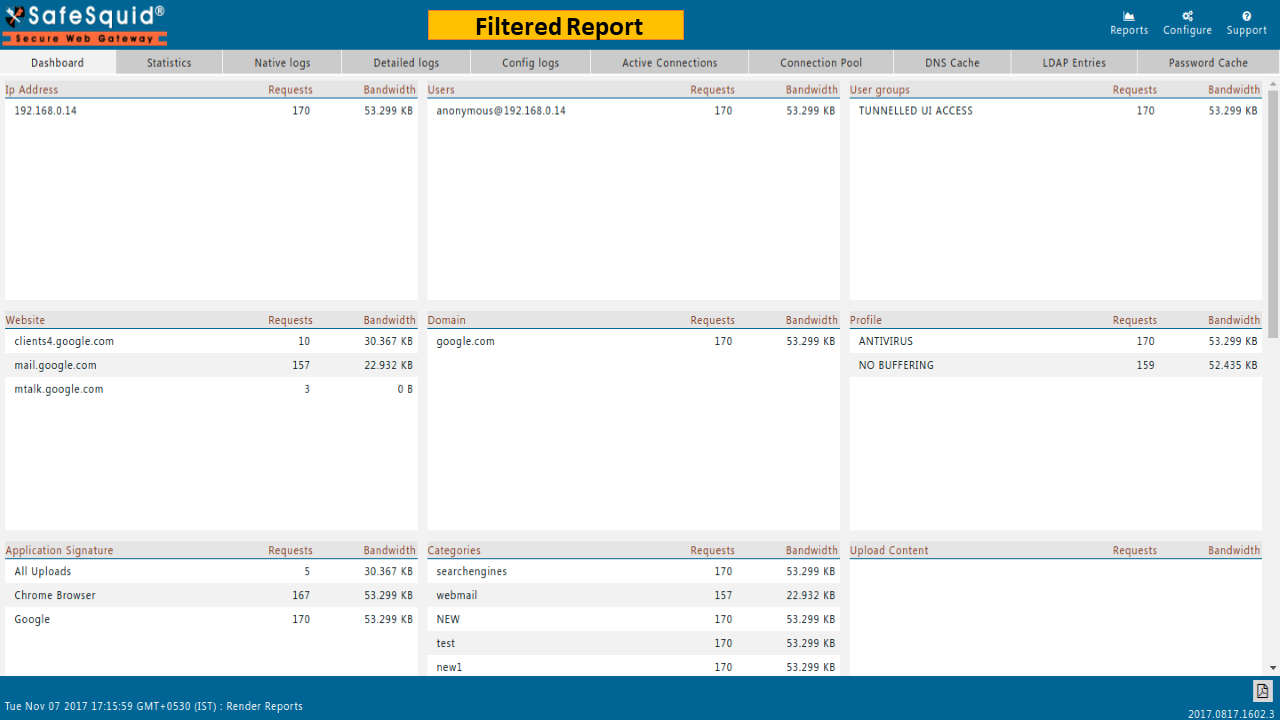 SafeSquid®
Secure Web Gateway
Filtered Report
Reports Configure Support
Dashboard Statistics Native logs Detailed logs Config logs Active Connections Connection Pool DNS Cache LDAP Entries Password Cache
Ip Address Requests Bandwidth
192.168.0.14 170 53.299 KB
Users Requests Bandwidth
anonymous@192.168.0.14 170 53.299 KB
User groups Requests Bandwidth
TUNNELLED UI ACCESS 170 53.299 KB
Website Requests Bandwidth
clients4.google.com 10 30.367 KB
mail.google.com 157 22.932 KB
mtalk.google.com 3 0 B
Domain Requests Bandwidth
google.com 170 53.299 KB
Profile Requests Bandwidth
ANTIVIRUS 170 53.299 KB
NO BUFFERING 159 52.435 KB
Application Signature Requests Bandwidth
All Uploads 5 30.367 KB
Chrome Browser 167 53.299 KB
Google 170 53.299 KB
Categories Requests Bandwidth
searchengines 170 53.299 KB
webmail 157 22.932 KB
NEW 170 53.299 KB
test 170 53.299 KB
new1 170 53.299 KB
Upload Content Requests Bandwidth
Tue Nov 07 2017 17:15:59 GMT+0530 (IST) : Render Reports
2017.0817.1602.3